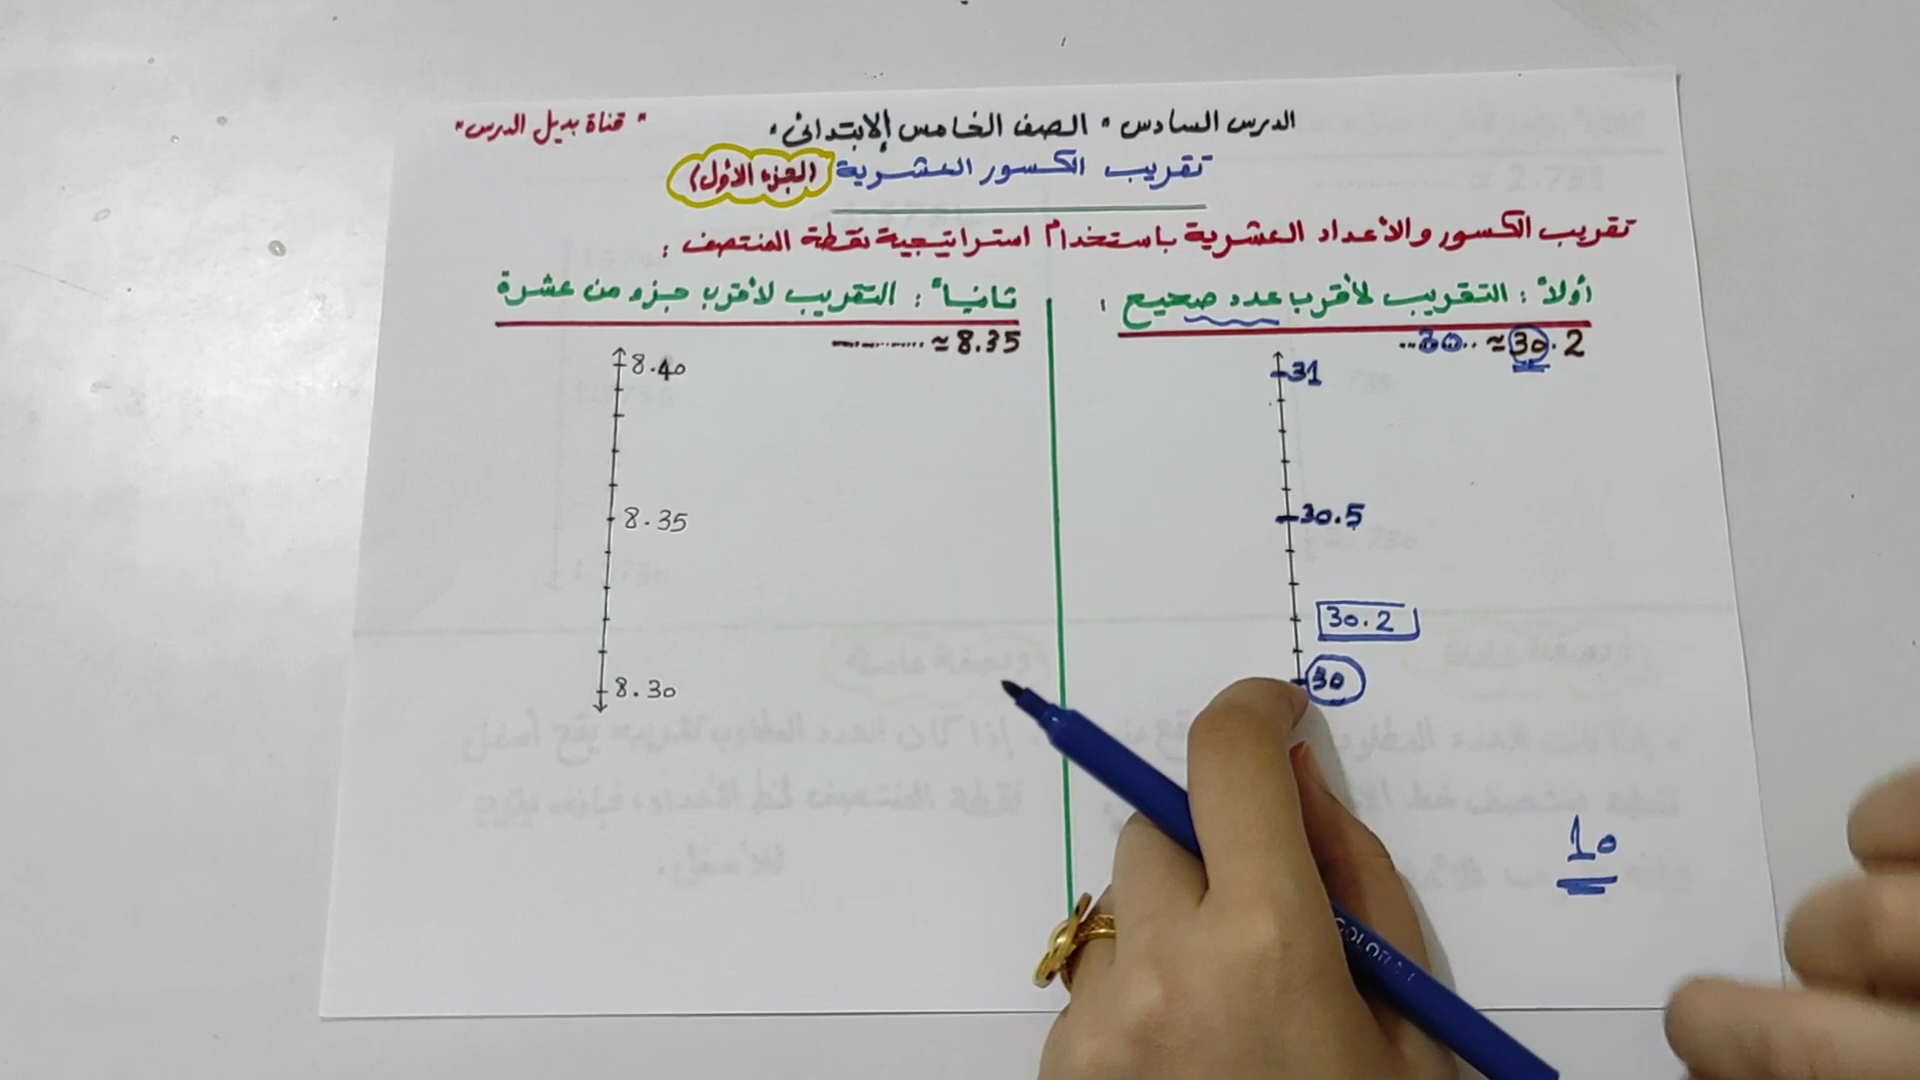 الدرس السادس " الصف الخامس الإبتدائى "
" قناة بديل الدرس "
تقريب الكسور العشرية (الجزء الأول)
تقريب الكسور والأعداد العشرية باستخدام استراتيجية نقطة المنتصف :
أولاً : التقريب لأقرب عدد صحيح :
30.2 ≈ ..30..
31
30.5
30.2
30
10
ثانياً : التقريب لأقرب جزء من عشرة
8.35 ≈ ............
8.40
8.35
8.30
COLOR